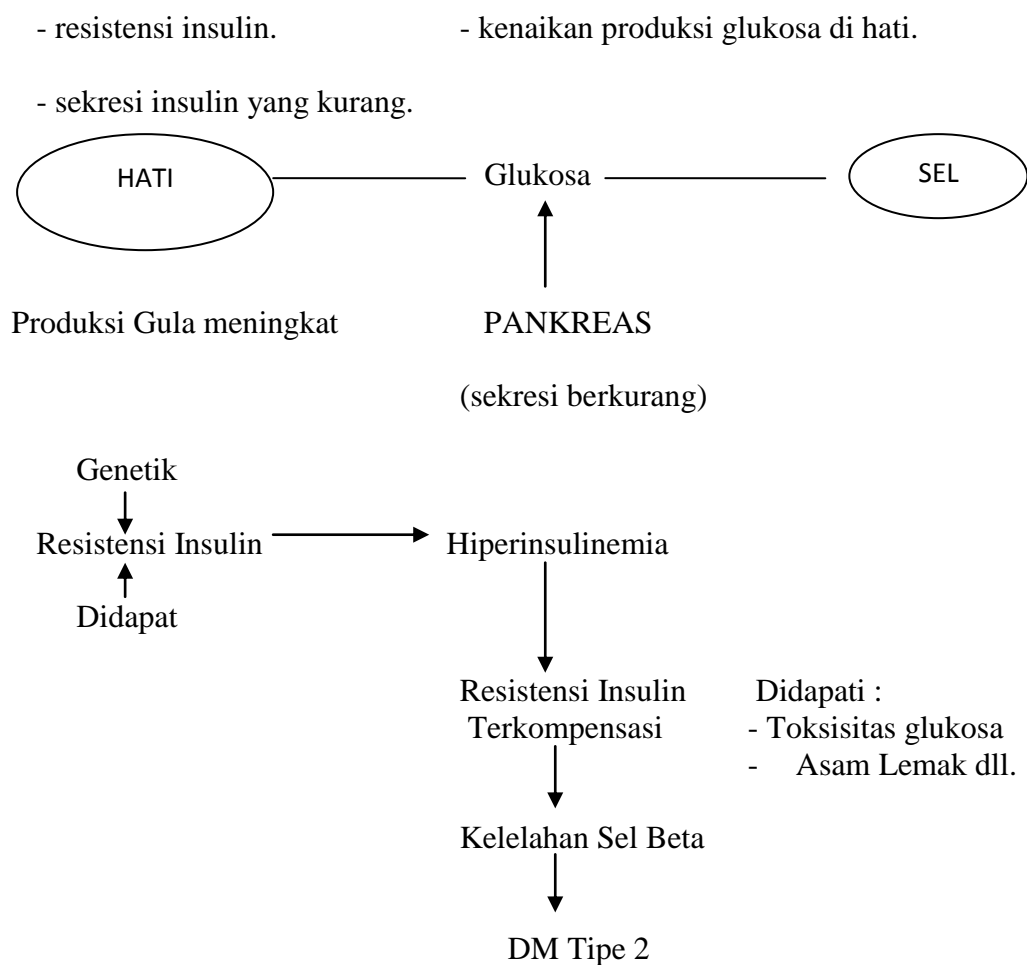 - resistensi insulin. - kenaikan produksi glukosa di hati.
- sekresi insulin yang kurang.
HATI Glukosa SEL
Produksi Gula meningkat PANKREAS
(sekresi berkurang)
Genetik
Resistensi Insulin Hiperinsulinemia
Didapat
Resistensi Insulin Didapati :
Terkompensasi - Toksisitas glukosa
- Asam Lemak dll.
Kelelahan Sel Beta
DM Tipe 2